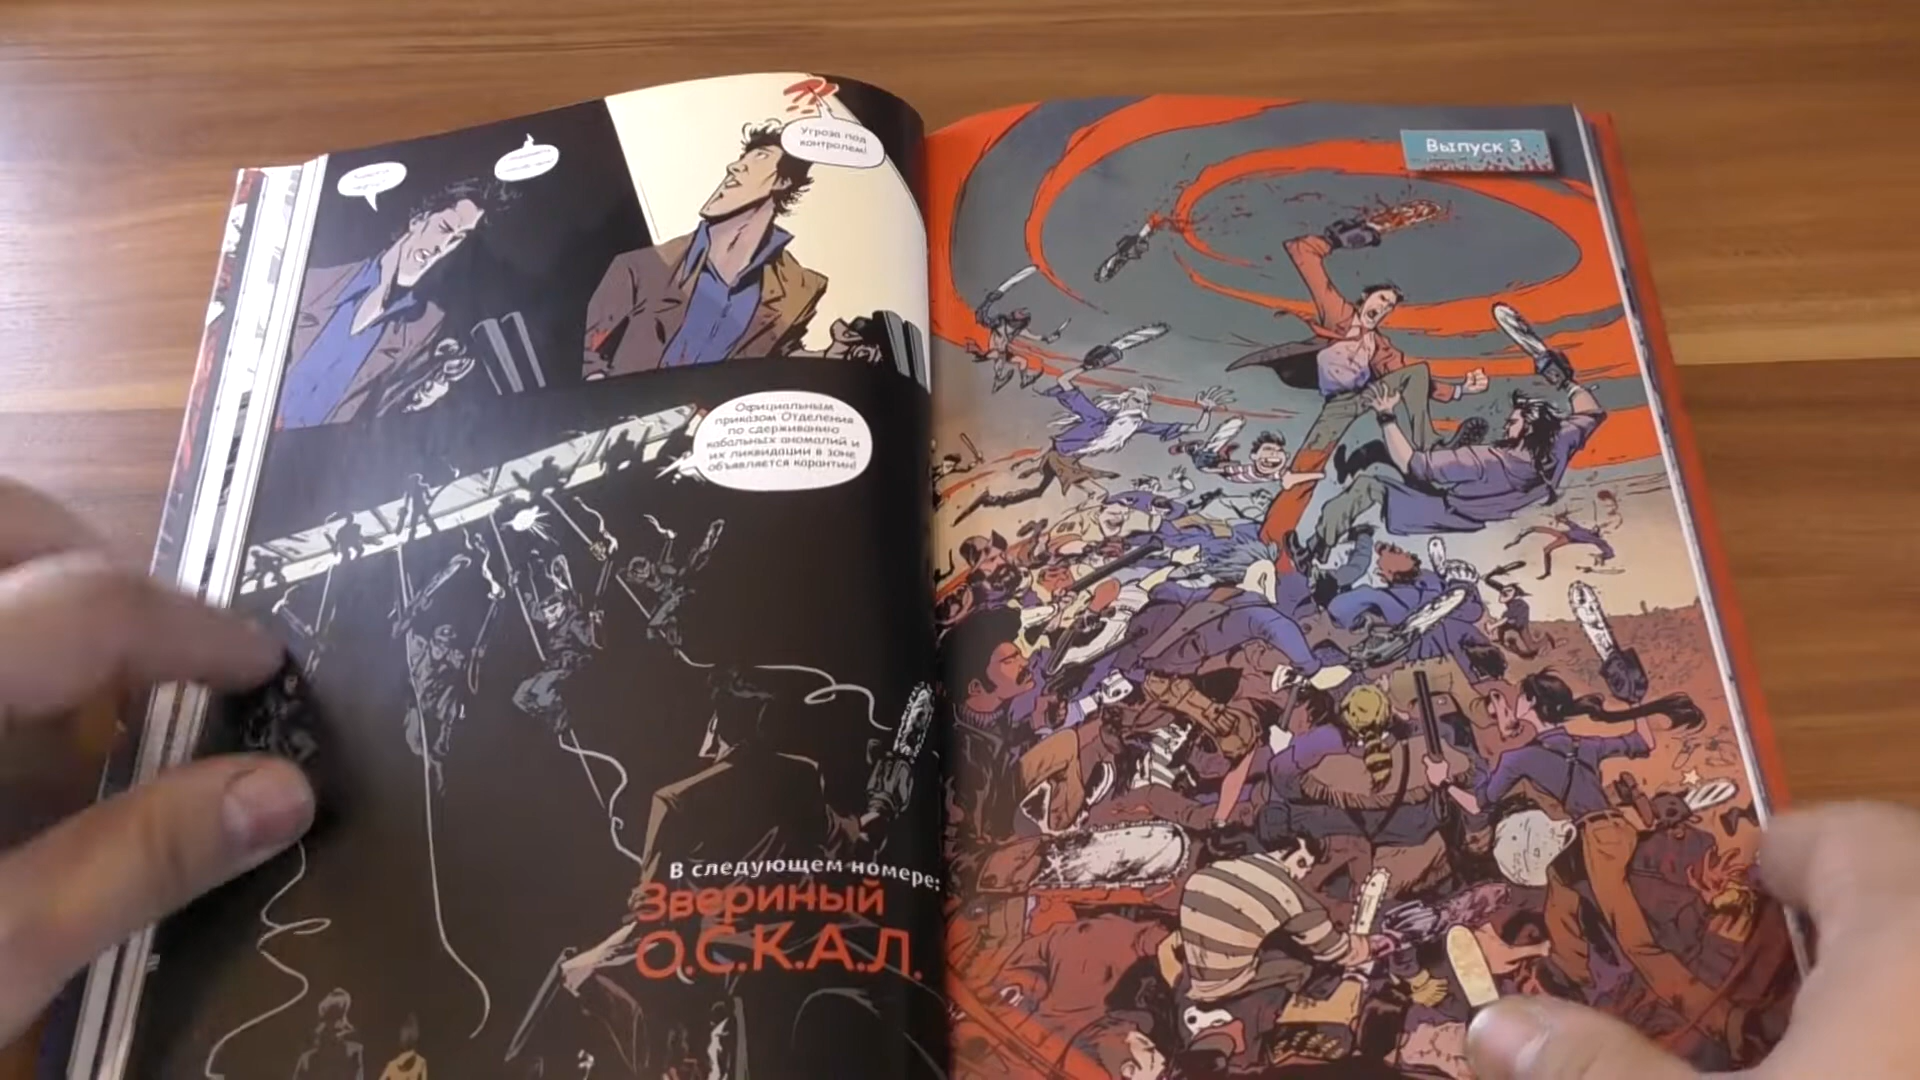 Угроза под
контролем!
Официальным
приказом Отделения
по сдерживанию
кабальных аномалий и
их ликвидации в зоне
объявляется карантин!
В следующем номере:
Звериный
О.С.К.А.Л.
Выпуск 3